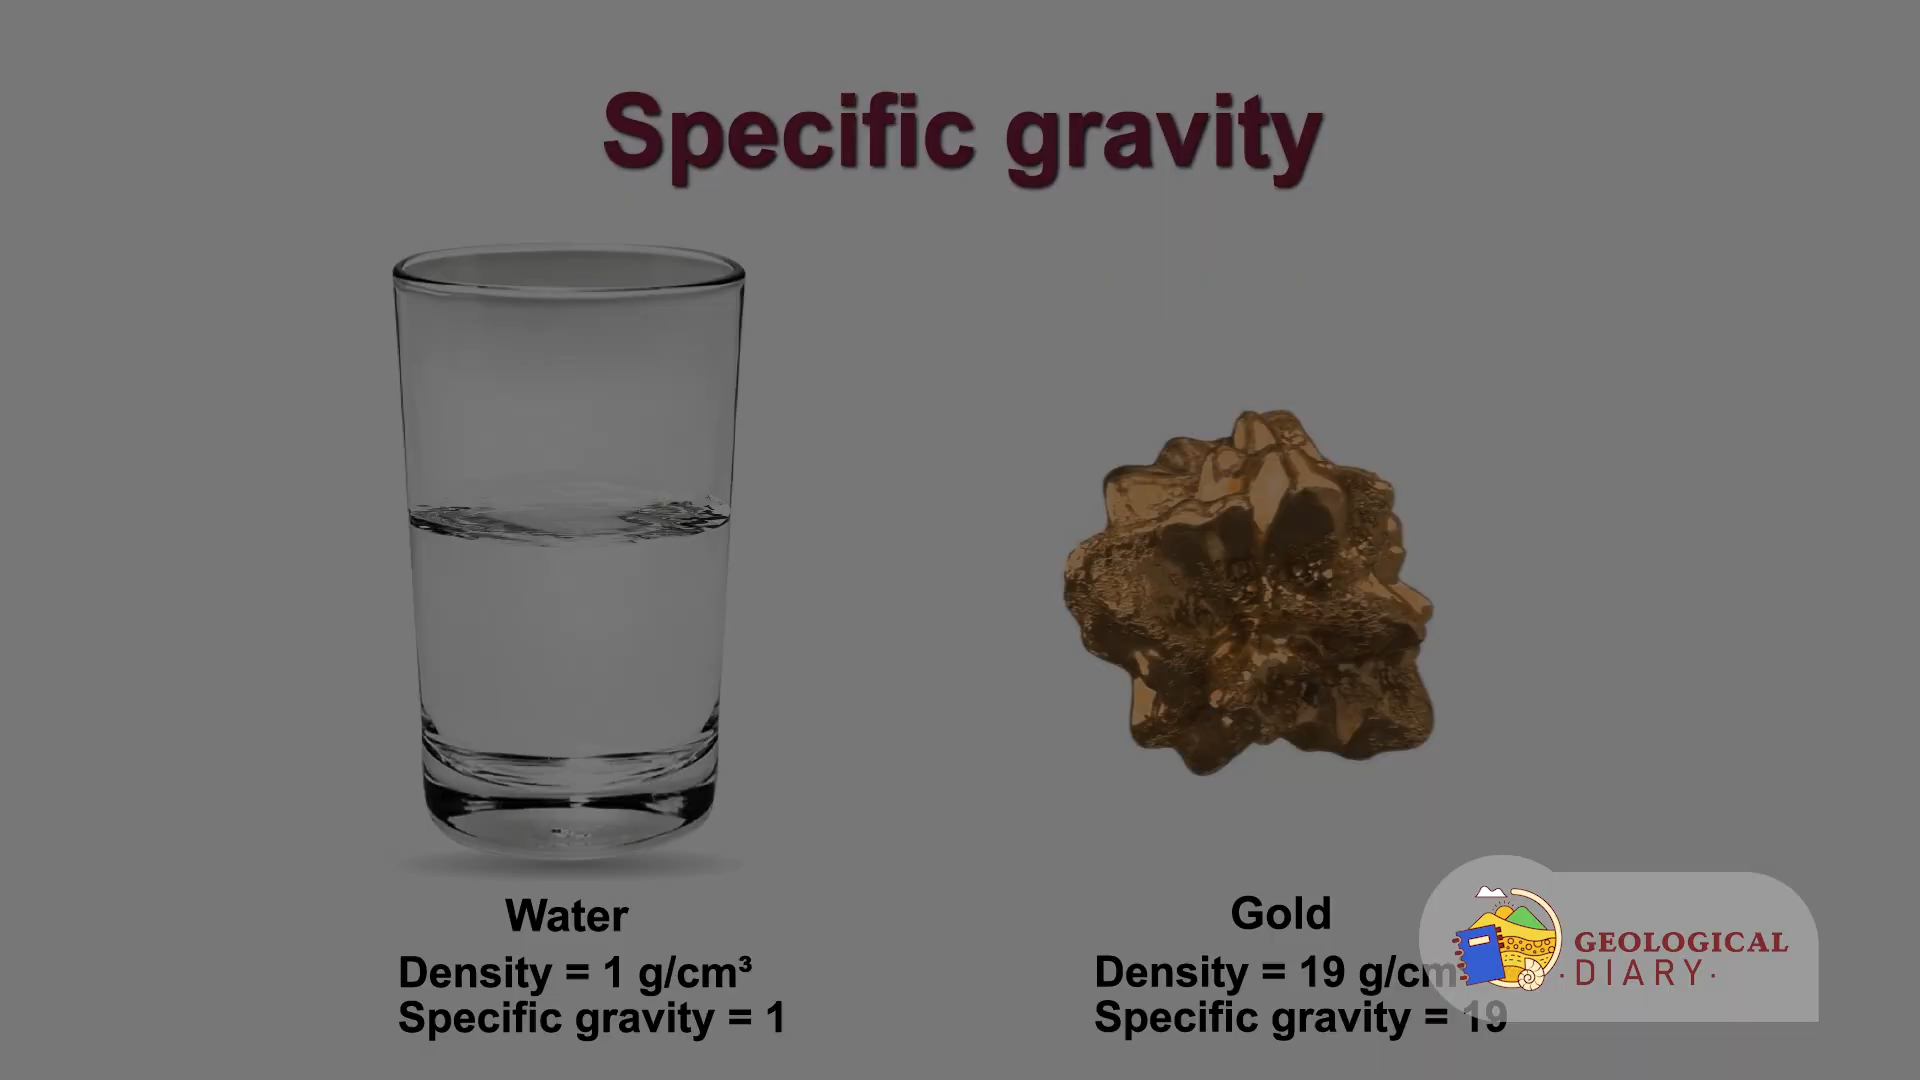 Specific gravity
Water
Density = 1 g/cm³
Specific gravity = 1
Gold
Density = 19 g/cm
Specific gravity = 19
GEOLOGICAL
·DIARY·